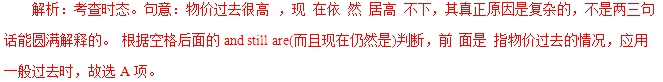 解析：考查时态。句意：物价过去很高 ，现 在依 然 居高 不下，其真正原因是复杂的，不是两三句
话能圆满解释的。 根据空格后面的 and still are(而且现在仍然是)判断，前 面是 指物价过去的情况，应用
一般过去时，故选 A 项。